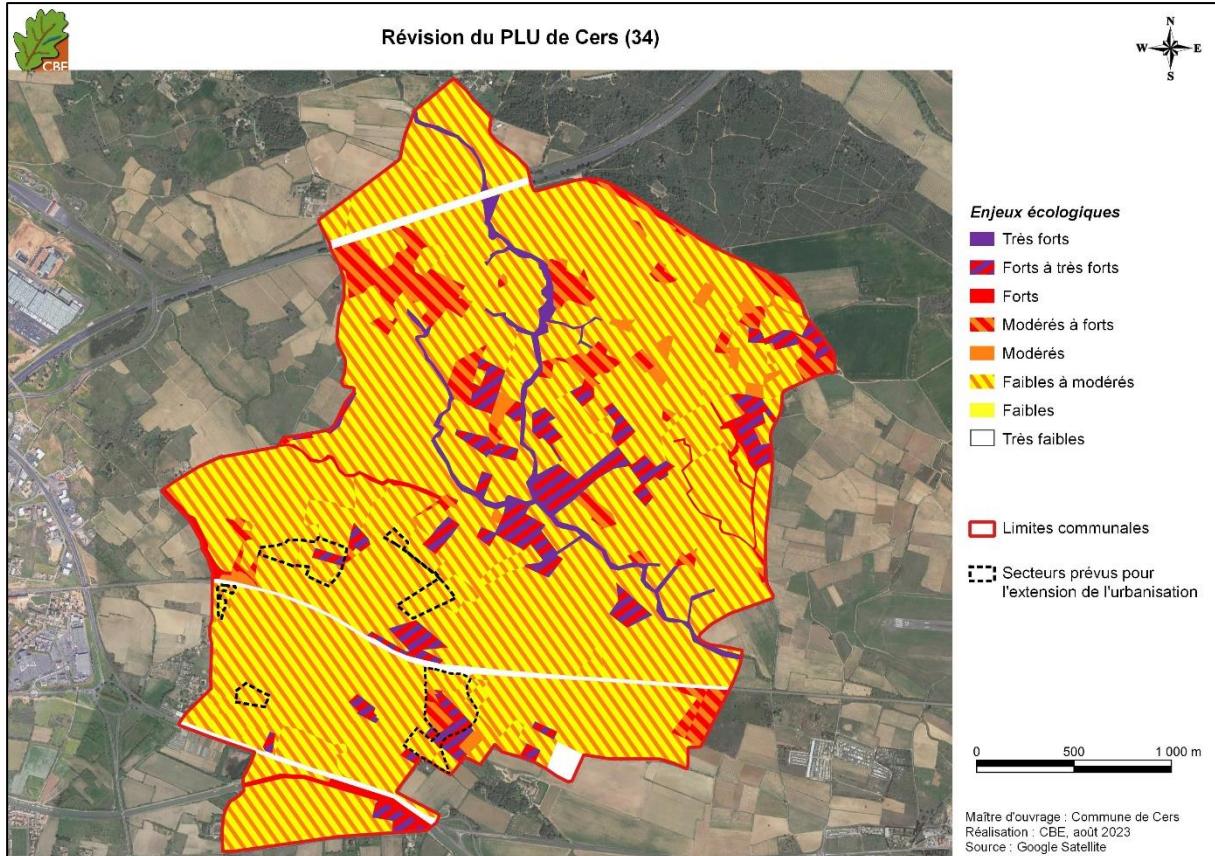 CBE
Révision du PLU de Cers (34)
N
W E
S
Enjeux écologiques
Très forts
Forts à très forts
Forts
Modérés à forts
Modérés
Faibles à modérés
Faibles
Très faibles
Limites communales
Secteurs prévus pour
l'extension de l'urbanisation
0 500 1 000 m
Maître d'ouvrage : Commune de Cers
Réalisation : CBE, août 2023
Source : Google Satellite